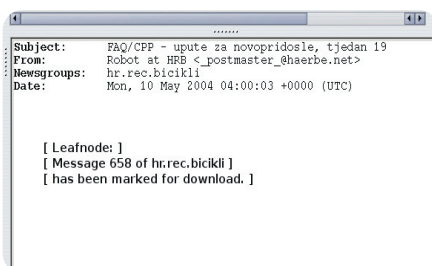 Subject: FAQ/CPP - upute za novopridosle, tjedan 19
From: Robot at HRB <_postmaster_@haerbe.net>
Newsgroups: hr.rec.bicikli
Date: Mon, 10 May 2004 04:00:03 +0000 (UTC)
[ Leafnode: ]
[ Message 658 of hr.rec.bicikli ]
[ has been marked for download. ]